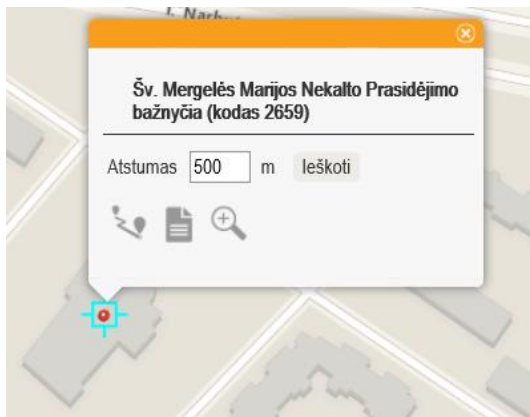 Šv. Mergelės Marijos Nekalto Prasidėjimo
bažnyčia (kodas 2659)
Atstumas 500 m Ieškoti